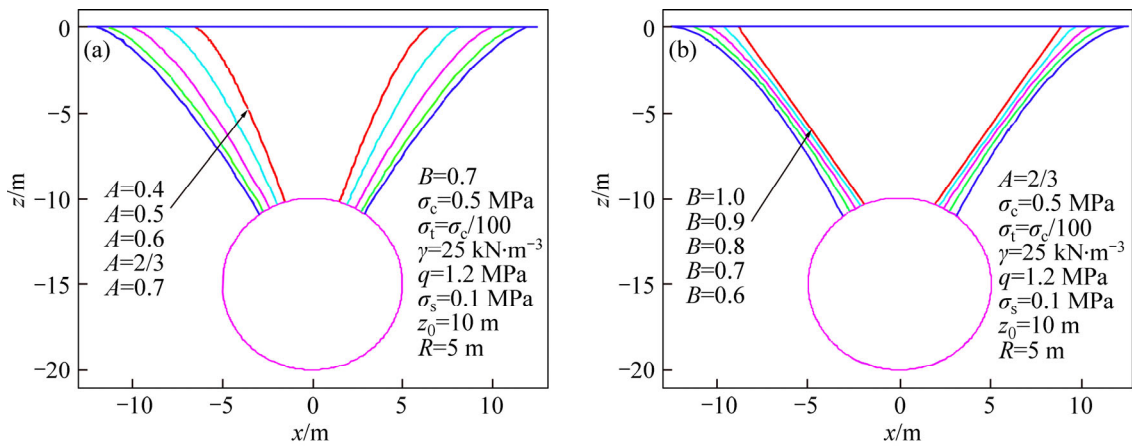 (a)
z/m
0
−5
−10
−15
−20
A=0.4
A=0.5
A=0.6
A=2/3
A=0.7
B=0.7
σc=0.5 MPa
σt=σc/100
γ=25 kN·m−3
q=1.2 MPa
σs=0.1 MPa
z0=10 m
R=5 m
−10
−5
0
5
10
x/m
(b)
z/m
0
−5
−10
−15
−20
B=1.0
B=0.9
B=0.8
B=0.7
B=0.6
A=2/3
σc=0.5 MPa
σt=σc/100
γ=25 kN·m−3
q=1.2 MPa
σs=0.1 MPa
z0=10 m
R=5 m
−10
−5
0
5
10
x/m